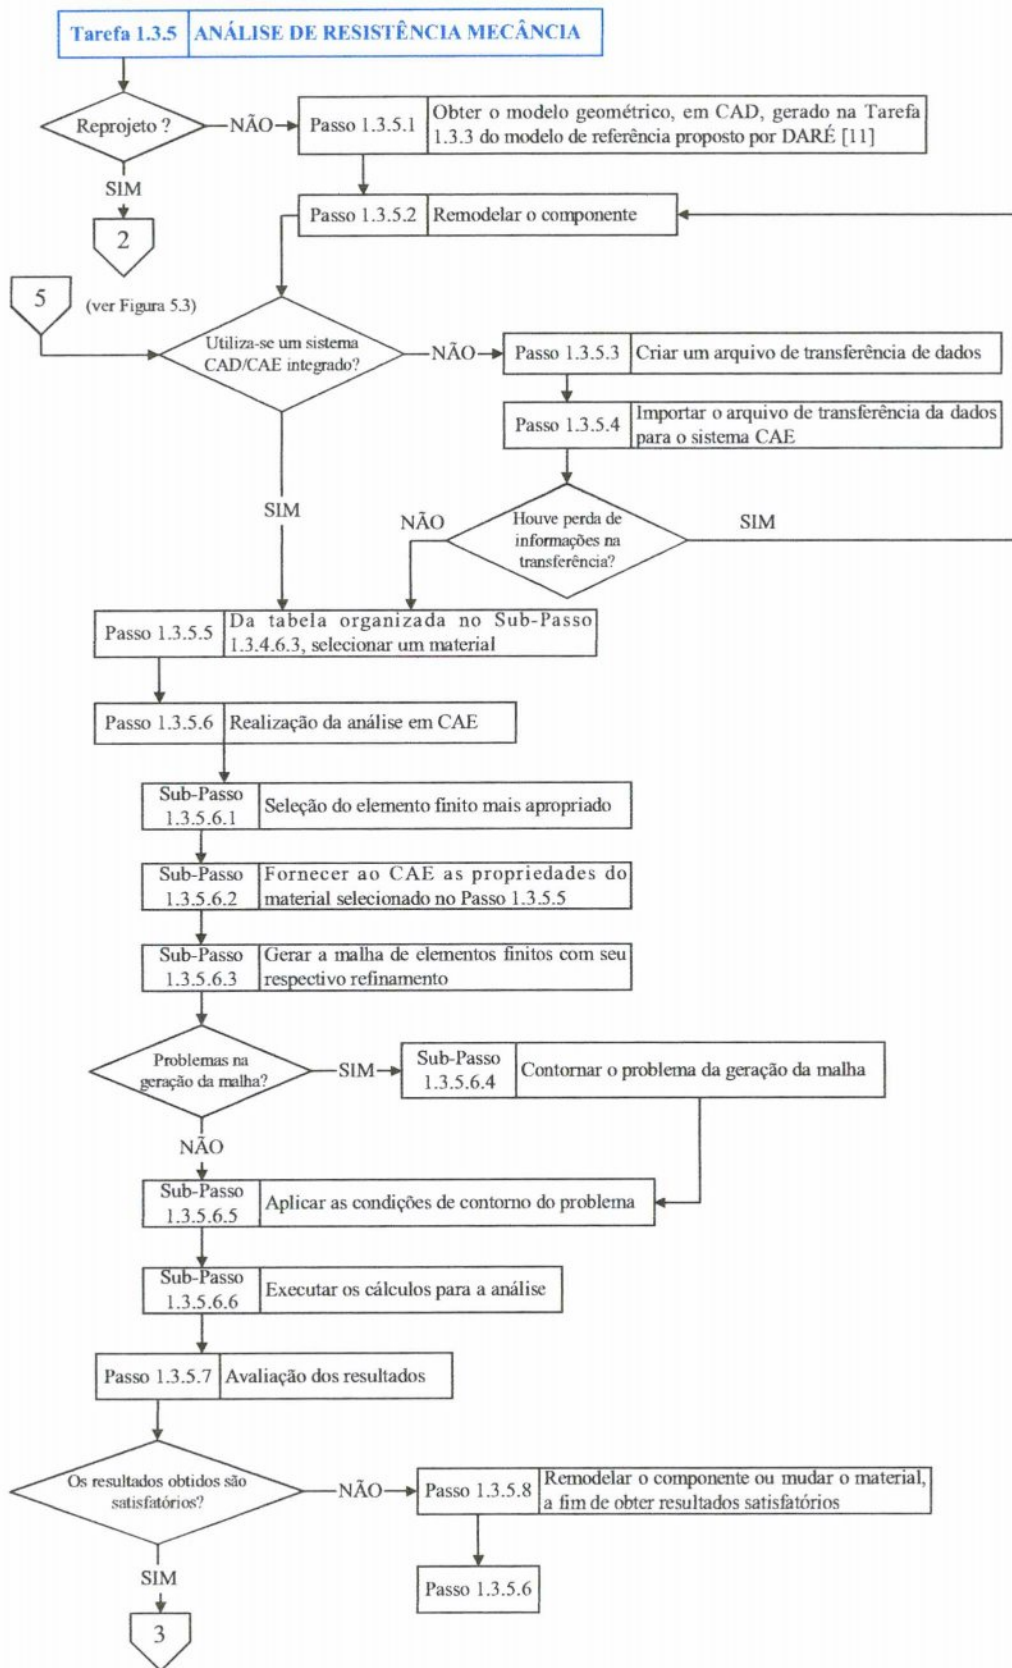 Tarefa 1.3.5 ANÁLISE DE RESISTÊNCIA MECÂNCIA
Reprojeto ?
NÃO
Passo 1.3.5.1
Obter o modelo geométrico, em CAD, gerado na Tarefa
1.3.3 do modelo de referência proposto por DARÉ [11]
SIM
2
Passo 1.3.5.2
Remodelar o componente
5
(ver Figura 5.3)
Utiliza-se um sistema
CAD/CAE integrado?
NÃO
Passo 1.3.5.3
Criar um arquivo de transferência de dados
Passo 1.3.5.4
Importar o arquivo de transferência da dados
para o sistema CAE
SIM
NÃO
Houve perda de
informações na
transferência?
SIM
Passo 1.3.5.5
Da tabela organizada no Sub-Passo
1.3.4.6.3, selecionar um material
Passo 1.3.5.6
Realização da análise em CAE
Sub-Passo
1.3.5.6.1
Seleção do elemento finito mais apropriado
Sub-Passo
1.3.5.6.2
Fornecer ao CAE as propriedades do
material selecionado no Passo 1.3.5.5
Sub-Passo
1.3.5.6.3
Gerar a malha de elementos finitos com seu
respectivo refinamento
Problemas na
geração da malha?
SIM
Sub-Passo
1.3.5.6.4
Contornar o problema da geração da malha
NÃO
Sub-Passo
1.3.5.6.5
Aplicar as condições de contorno do problema
Sub-Passo
1.3.5.6.6
Executar os cálculos para a análise
Passo 1.3.5.7
Avaliação dos resultados
Os resultados obtidos são
satisfatórios?
NÃO
Passo 1.3.5.8
Remodelar o componente ou mudar o material,
a fim de obter resultados satisfatórios
SIM
Passo 1.3.5.6
3